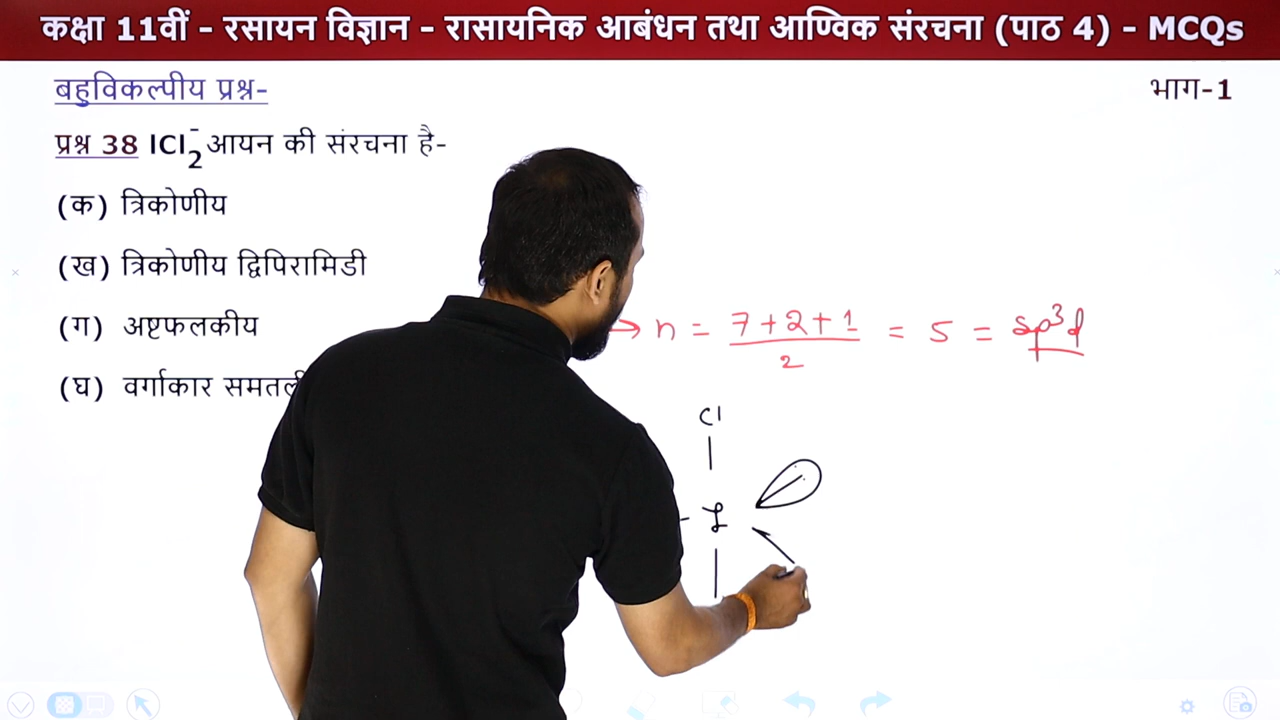 कक्षा 11वीं - रसायन विज्ञान - रासायनिक आबंधन तथा आण्विक संरचना (पाठ 4) - MCQs
बहुविकल्पीय प्रश्न-
भाग-1
प्रश्न 38 ICl₂⁻ आयन की संरचना है-
(क) त्रिकोणीय
(ख) त्रिकोणीय द्विपिरामिडी
(ग) अष्टफलकीय
(घ) वर्गाकार समतली
→ n = (7+2+1)/2 = 5 = sp³d
Cl
I